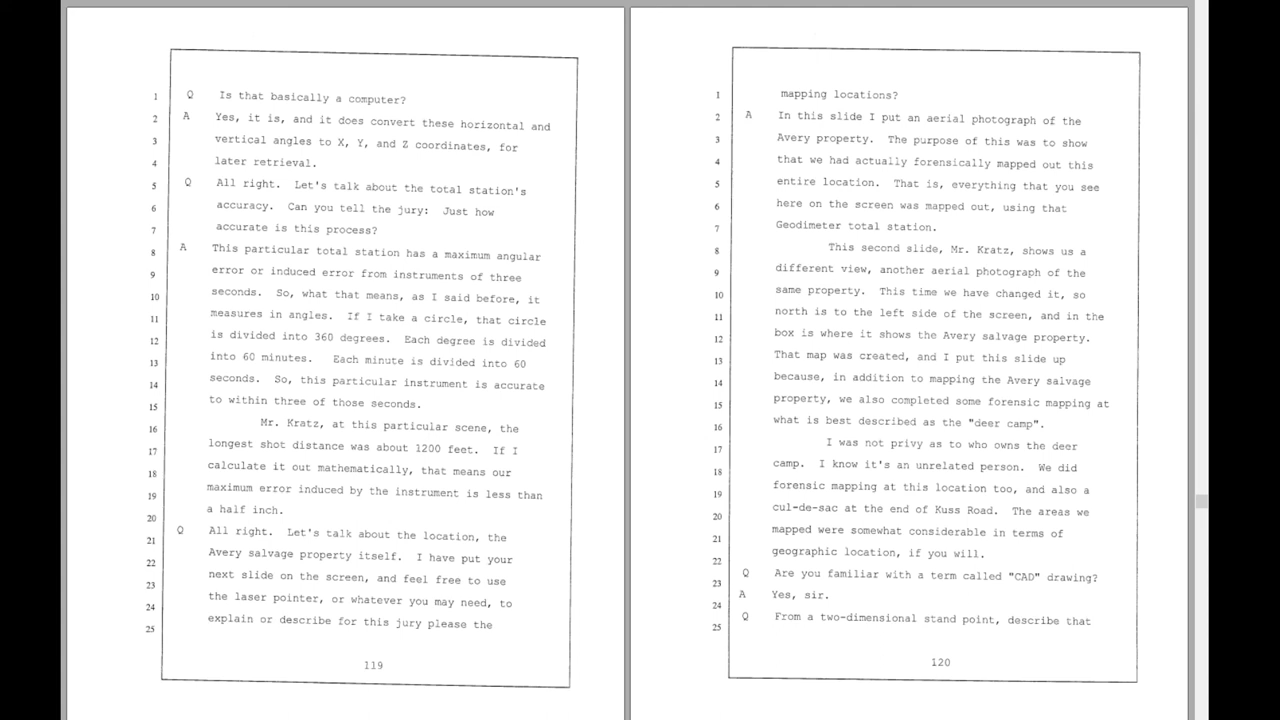 1 Q Is that basically a computer?
2 A Yes, it is, and it does convert these horizontal and
3 vertical angles to X, Y, and Z coordinates, for
4 later retrieval.
5 Q All right. Let's talk about the total station's
6 accuracy. Can you tell the jury: Just how
7 accurate is this process?
8 A This particular total station has a maximum angular
9 error or induced error from instruments of three
10 seconds. So, what that means, as I said before, it
11 measures in angles. If I take a circle, that circle
12 is divided into 360 degrees. Each degree is divided
13 into 60 minutes. Each minute is divided into 60
14 seconds. So, this particular instrument is accurate
15 to within three of those seconds.
16 Mr. Kratz, at this particular scene, the
17 longest shot distance was about 1200 feet. If I
18 calculate it out mathematically, that means our
19 maximum error induced by the instrument is less than
20 a half inch.
21 Q All right. Let's talk about the location, the
22 Avery salvage property itself. I have put your
23 next slide on the screen, and feel free to use
24 the laser pointer, or whatever you may need, to
25 explain or describe for this jury please the
119
1 mapping locations?
2 A In this slide I put an aerial photograph of the
3 Avery property. The purpose of this was to show
4 that we had actually forensically mapped out this
5 entire location. That is, everything that you see
6 here on the screen was mapped out, using that
7 Geodimeter total station.
8 This second slide, Mr. Kratz, shows us a
9 different view, another aerial photograph of the
10 same property. This time we have changed it, so
11 north is to the left side of the screen, and in the
12 box is where it shows the Avery salvage property.
13 That map was created, and I put this slide up
14 because, in addition to mapping the Avery salvage
15 property, we also completed some forensic mapping at
16 what is best described as the "deer camp".
17 I was not privy as to who owns the deer
18 camp. I know it's an unrelated person. We did
19 forensic mapping at this location too, and also a
20 cul-de-sac at the end of Kuss Road. The areas we
21 mapped were somewhat considerable in terms of
22 geographic location, if you will.
23 Q Are you familiar with a term called "CAD" drawing?
24 A Yes, sir.
25 Q From a two-dimensional stand point, describe that
120